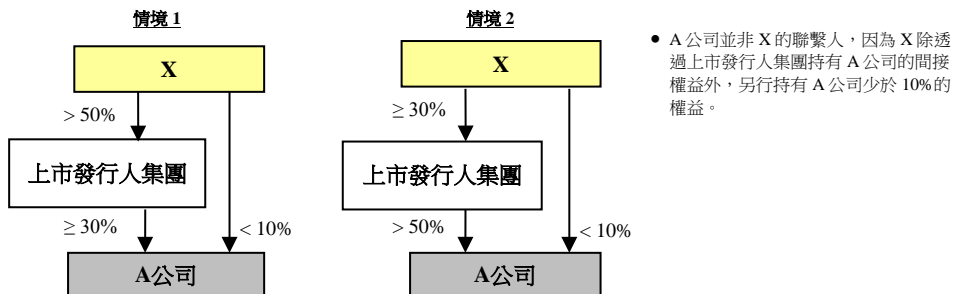 情境 1
X
> 50%
上市發行人集團
≥ 30%
< 10%
A公司
情境 2
X
≥ 30%
上市發行人集團
> 50%
< 10%
A公司
● A公司並非 X 的聯繫人，因為 X 除透
過上市發行人集團持有 A 公司的間接
權益外，另行持有 A 公司少於 10%的
權益。